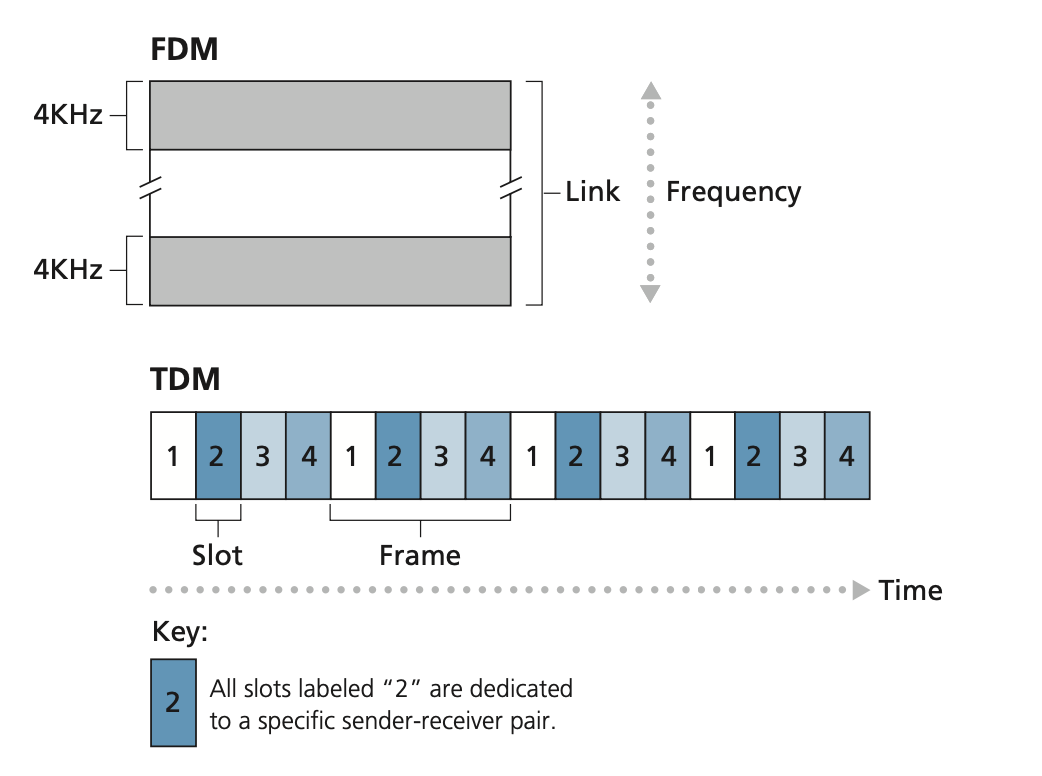 FDM
4KHz
Link
Frequency
4KHz
TDM
1 2 3 4 1 2 3 4 1 2 3 4 1 2 3 4
Slot
Frame
Time
Key:
2
All slots labeled “2” are dedicated
to a specific sender-receiver pair.